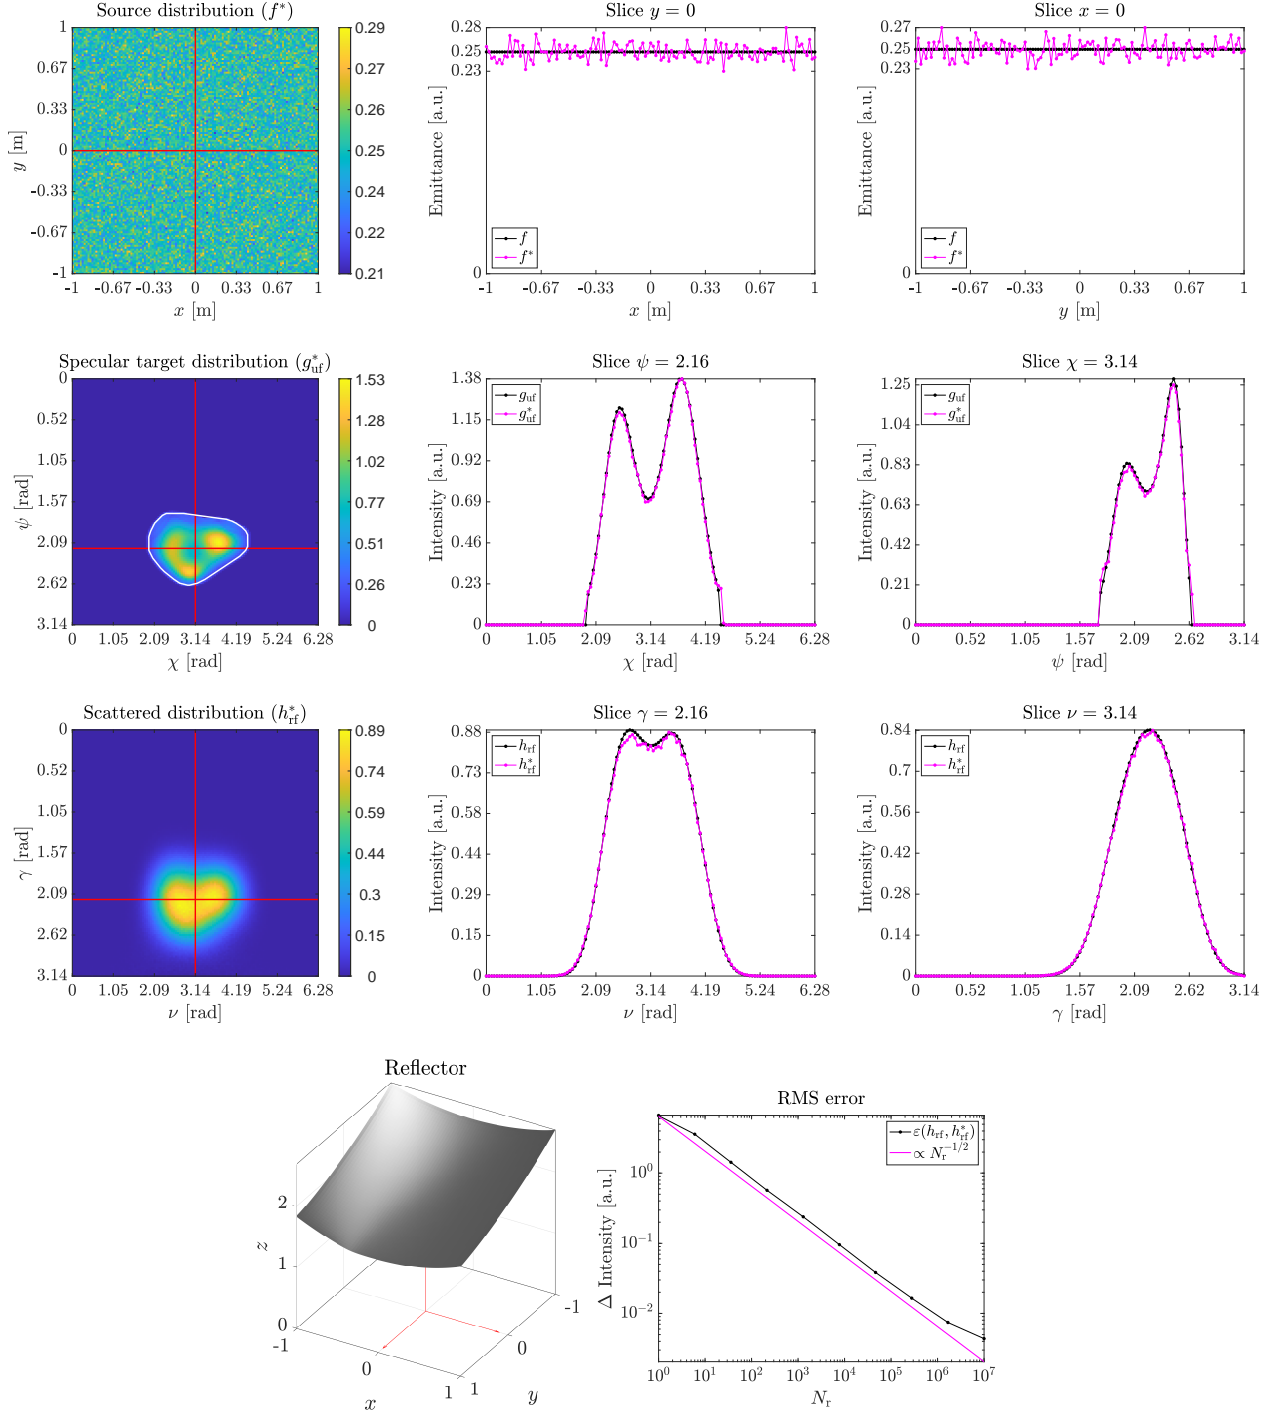 Source distribution (f*)
1
0.67
0.33
0
-0.33
-0.67
-1
y [m]
-1 -0.67 -0.33 0 0.33 0.67 1
x [m]
0.29
0.27
0.26
0.25
0.24
0.22
0.21
Slice y = 0
0.28
0.25
0.23
0
Emittance [a.u.]
f
f*
-1 -0.67 -0.33 0 0.33 0.67 1
x [m]
Slice x = 0
0.27
0.25
0.23
0
Emittance [a.u.]
f
f*
-1 -0.67 -0.33 0 0.33 0.67 1
y [m]
Specular target distribution (g*uf)
0
0.52
1.05
1.57
2.09
2.62
3.14
ψ [rad]
0 1.05 2.09 3.14 4.19 5.24 6.28
χ [rad]
1.53
1.28
1.02
0.77
0.51
0.26
0
Slice ψ = 2.16
1.38
1.15
0.92
0.69
0.46
0.23
0
Intensity [a.u.]
guf
g*uf
0 1.05 2.09 3.14 4.19 5.24 6.28
χ [rad]
Slice χ = 3.14
1.25
1.04
0.83
0.63
0.42
0.21
0
Intensity [a.u.]
guf
g*uf
0 0.52 1.05 1.57 2.09 2.62 3.14
ψ [rad]
Scattered distribution (h*rf)
0
0.52
1.05
1.57
2.09
2.62
3.14
γ [rad]
0 1.05 2.09 3.14 4.19 5.24 6.28
ν [rad]
0.89
0.74
0.59
0.44
0.3
0.15
0
Slice γ = 2.16
0.88
0.73
0.59
0.44
0.29
0.15
0
Intensity [a.u.]
hrf
h*rf
0 1.05 2.09 3.14 4.19 5.24 6.28
ν [rad]
Slice ν = 3.14
0.84
0.7
0.56
0.42
0.28
0.14
0
Intensity [a.u.]
hrf
h*rf
0 0.52 1.05 1.57 2.09 2.62 3.14
γ [rad]
Reflector
2
1
0
z
-1
0
1
x
1
0
-1
y
RMS error
10^0
10^-1
10^-2
Δ Intensity [a.u.]
ε(hrf, h*rf)
∝ Nr^-1/2
10^0 10^1 10^2 10^3 10^4 10^5 10^6 10^7
Nr